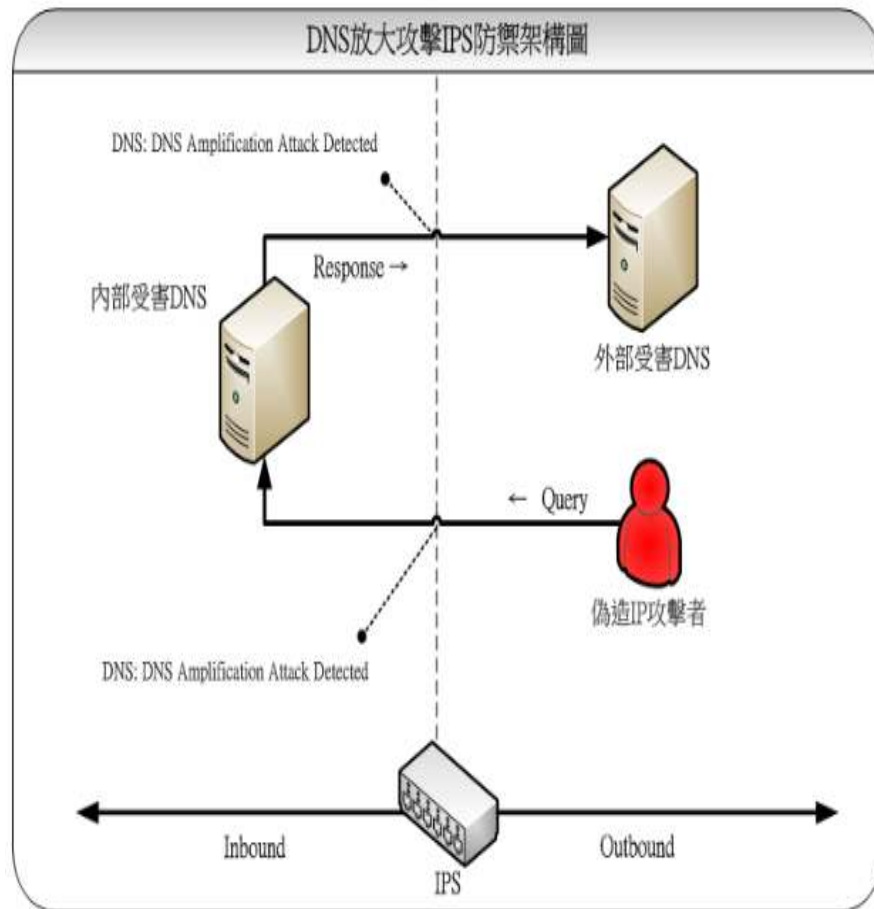 DNS放大攻擊IPS防禦架構圖
DNS: DNS Amplification Attack Detected
Response →
內部受害DNS
外部受害DNS
← Query
偽造IP攻擊者
DNS: DNS Amplification Attack Detected
Inbound
Outbound
IPS